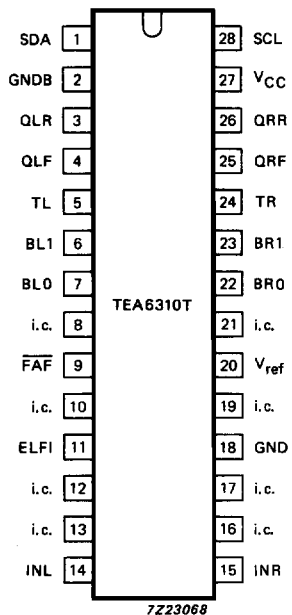 SDA 1 28 SCL
GNDB 2 27 VCC
QLR 3 26 QRR
QLF 4 25 QRF
TL 5 24 TR
BL1 6 23 BR1
BL0 7 22 BR0
TEA6310T
i.c. 8 21 i.c.
FAF 9 20 Vref
i.c. 10 19 i.c.
ELFI 11 18 GND
i.c. 12 17 i.c.
i.c. 13 16 i.c.
INL 14 15 INR
7Z23068